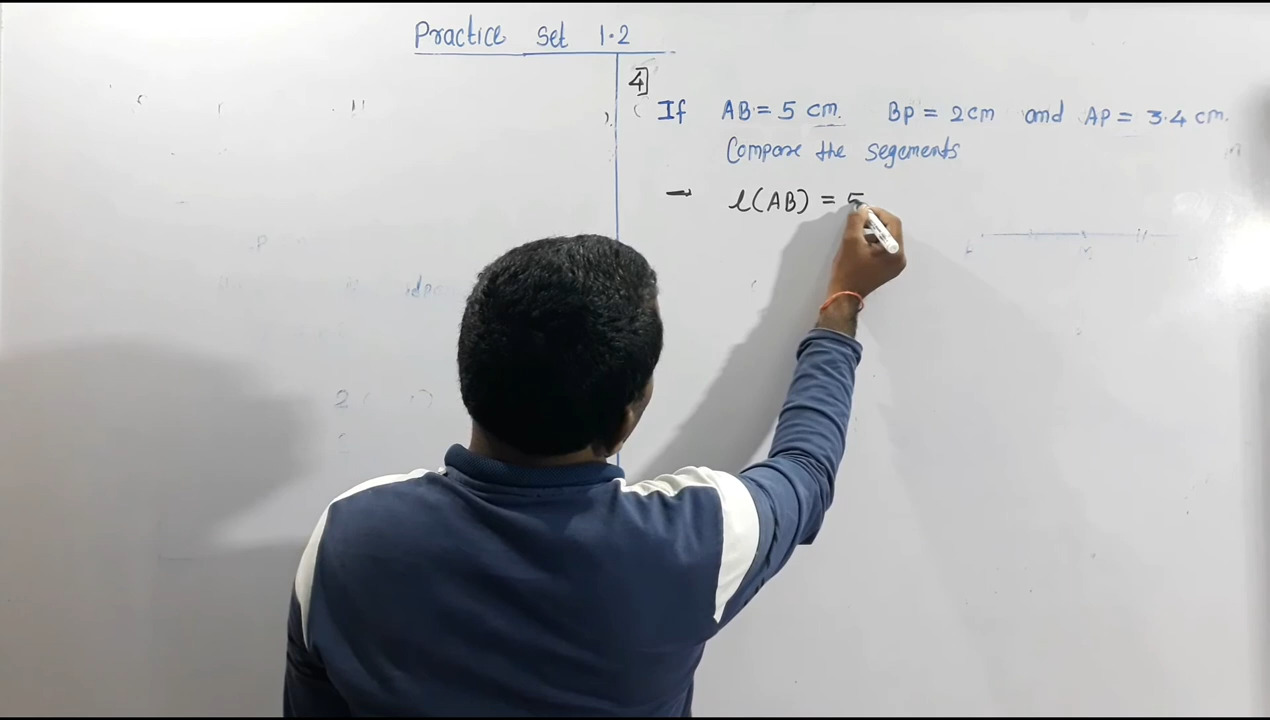 Practice set 1.2
4]
If AB = 5 cm. BP = 2cm and AP = 3.4 cm.
Compare the segements
→ l(AB) = 5